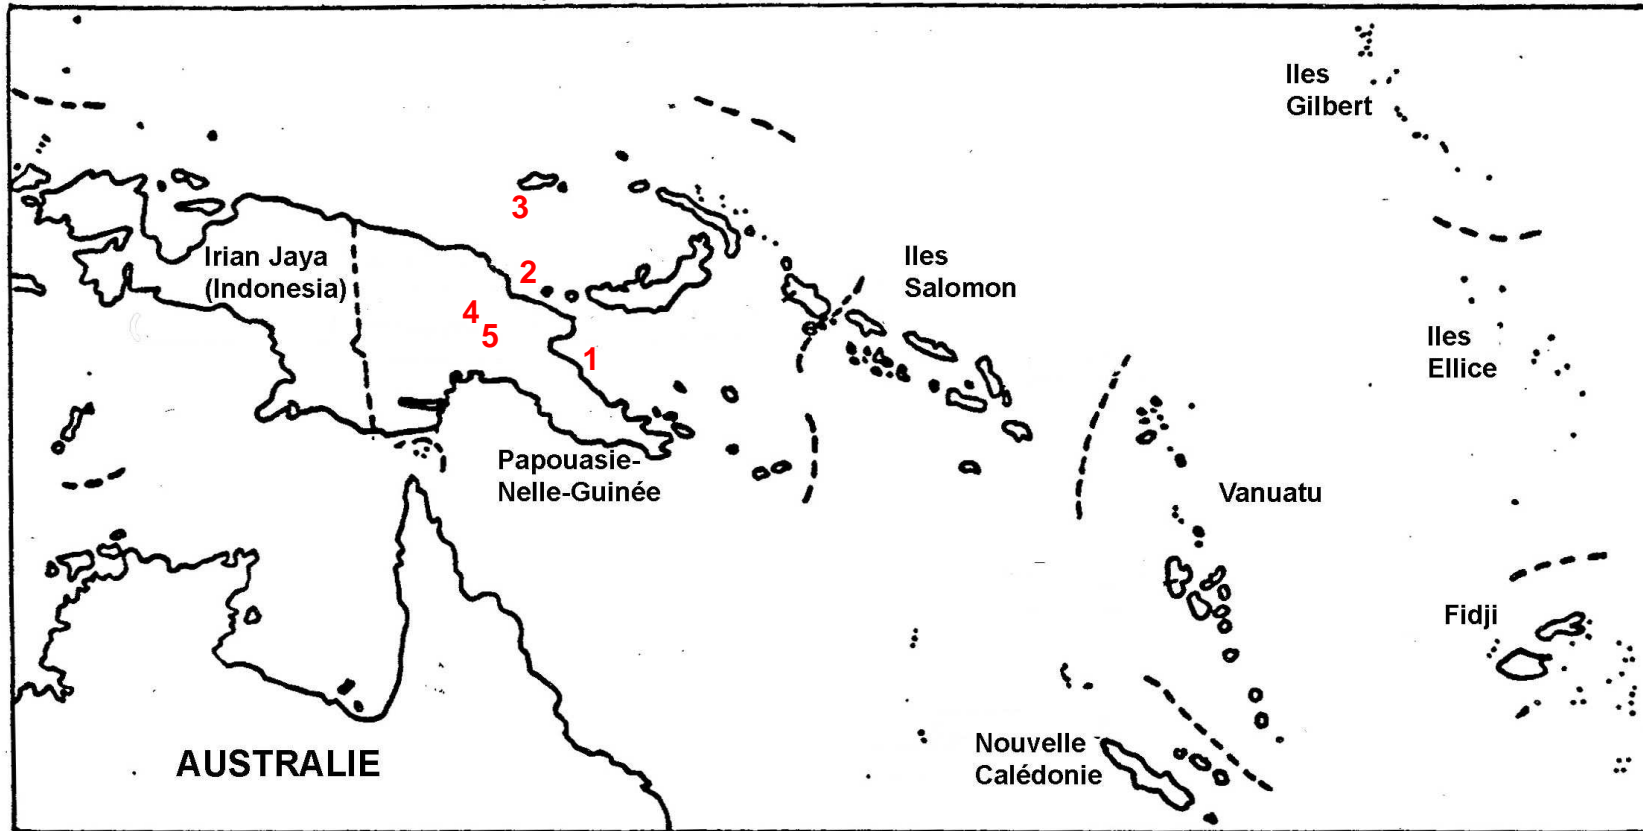 Iles
Gilbert
3
Irian Jaya
(Indonesia)
2
Iles
Salomon
4
5
1
Iles
Ellice
Papouasie-
Nelle-Guinée
Vanuatu
Fidji
AUSTRALIE
Nouvelle
Calédonie